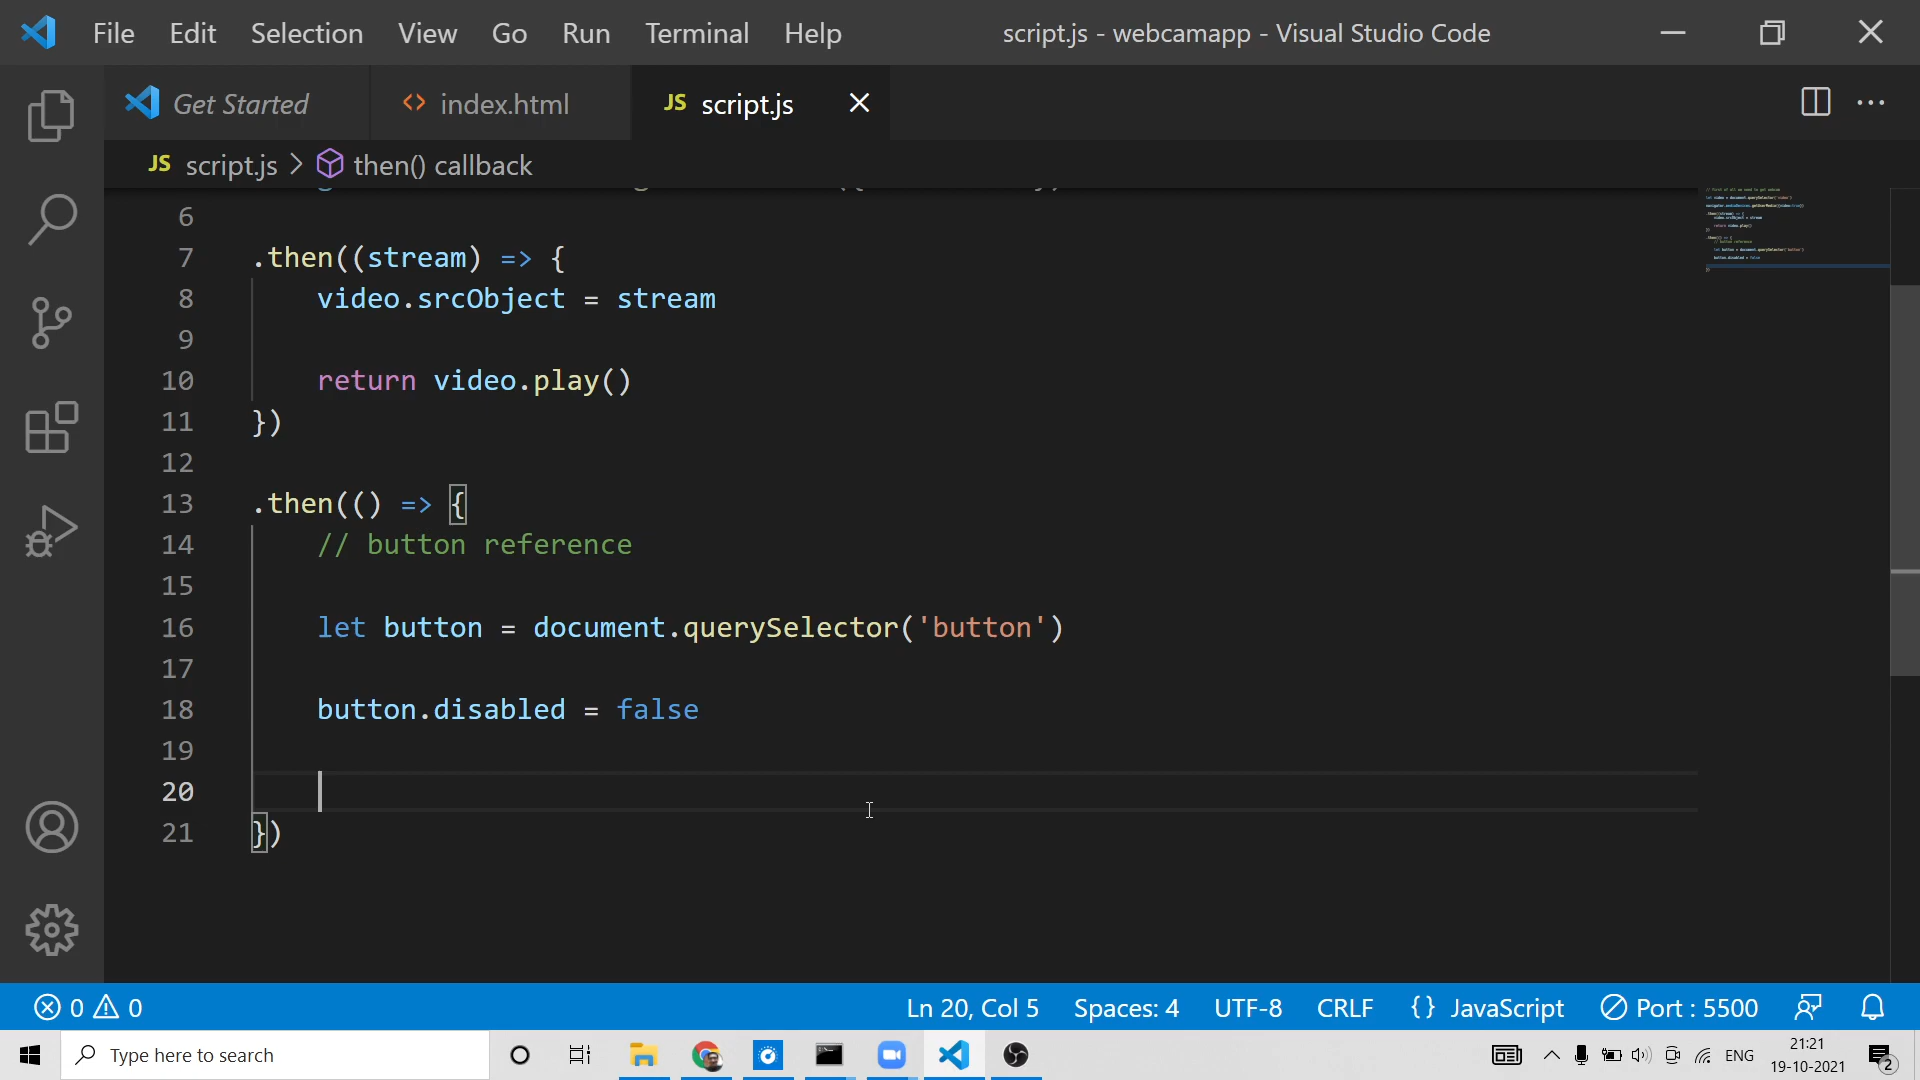 File Edit Selection View Go Run Terminal Help script.js - webcamapp - Visual Studio Code
Get Started index.html JS script.js
JS script.js then() callback
6
7 .then((stream) => {
8 video.srcObject = stream
9
10 return video.play()
11 })
12
13 .then(() => {
14 // button reference
15
16 let button = document.querySelector('button')
17
18 button.disabled = false
19
20
21 })
0 0 Ln 20, Col 5 Spaces: 4 UTF-8 CRLF {} JavaScript Port : 5500
Type here to search ENG 21:21 19-10-2021 2